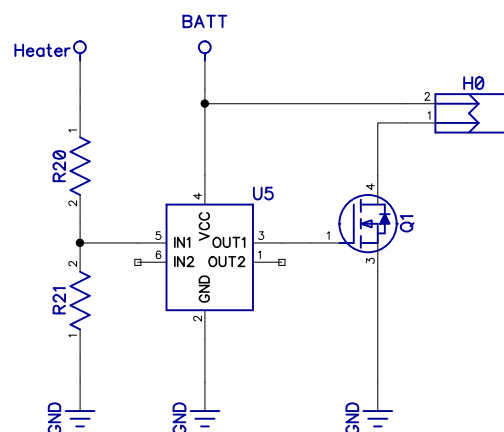 BATT
Heater
H0
2
1
1
R20
2
4
4
U5
VCC
Q1
5 IN1 OUT1 3
1
6 IN2 OUT2 1
3
2
R21
1
GND
2
GND GND GND